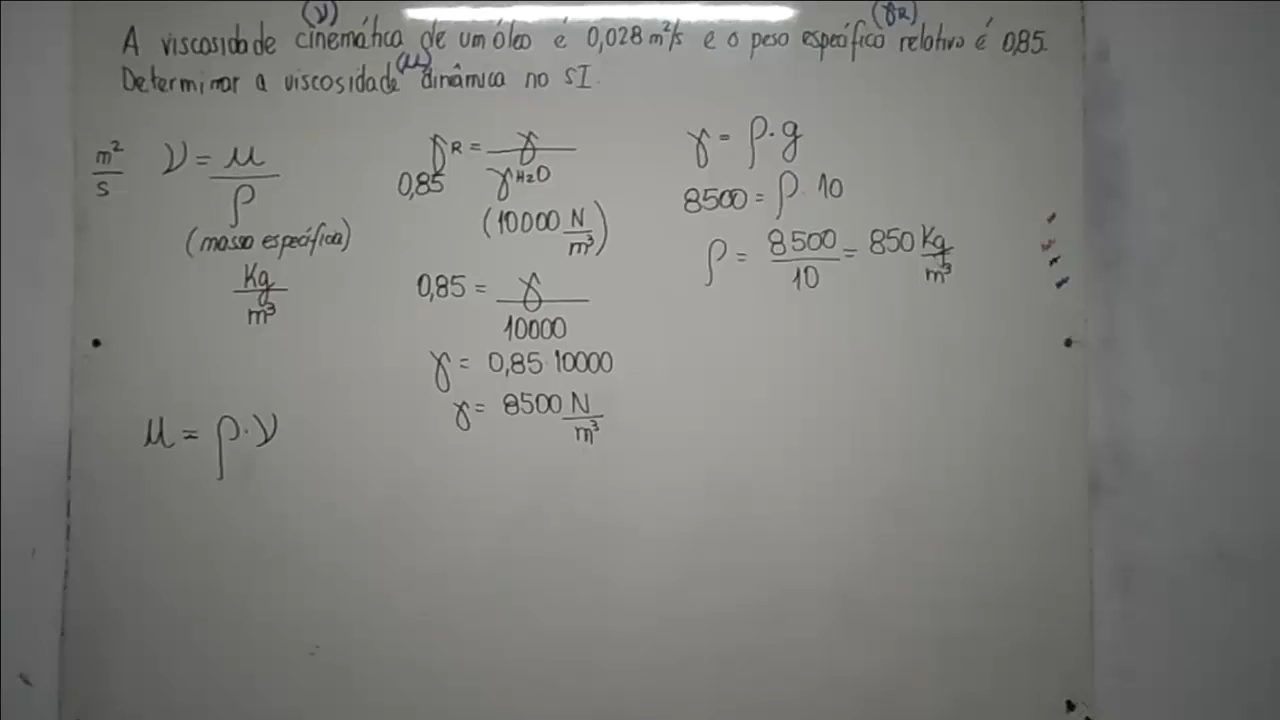 (ν) (γR)
A viscosidade cinemática de um óleo é 0,028 m²/s e o peso específico relativo é 0,85.
(μ)
Determinar a viscosidade dinâmica no SI.
m²/s ν = μ/ρ
(massa específica)
Kg/m³
μ = ρ·ν
γR = γ/γH2O
0,85
(10000 N/m³)
0,85 = γ/10000
γ = 0,85 10000
γ = 8500 N/m³
γ = ρ·g
8500 = ρ·10
ρ = 8500/10 = 850 Kg/m³